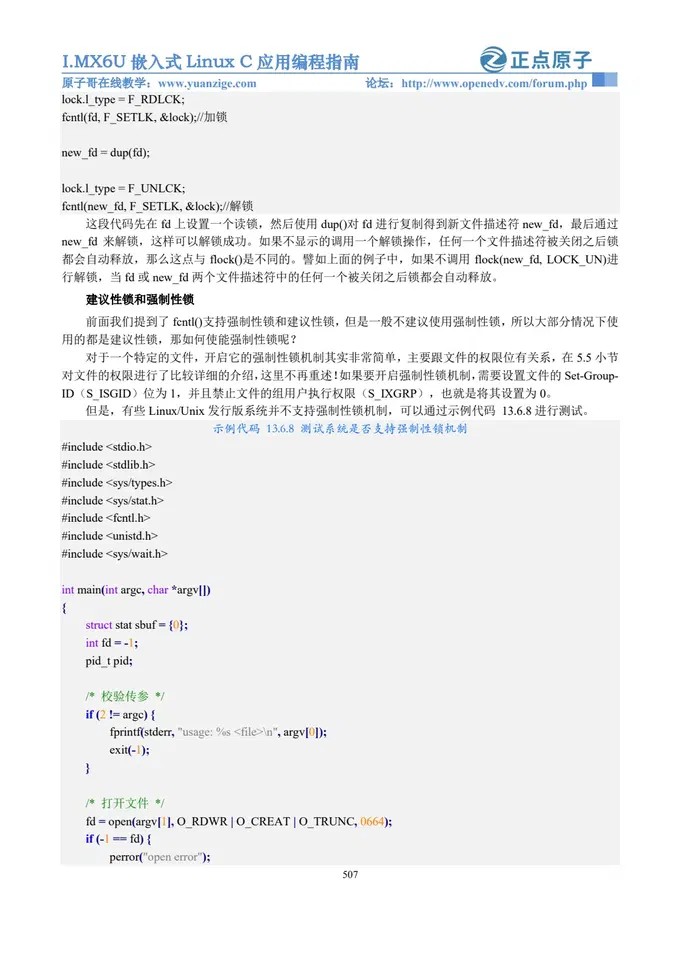 I.MX6U 嵌入式 Linux C 应用编程指南
正点原子
原子哥在线教学：www.yuanzige.com 论坛：http://www.openedv.com/forum.php
lock.l_type = F_RDLCK;
fcntl(fd, F_SETLK, &lock);//加锁
new_fd = dup(fd);
lock.l_type = F_UNLCK;
fcntl(new_fd, F_SETLK, &lock);//解锁
这段代码先在 fd 上设置一个读锁，然后使用 dup()对 fd 进行复制得到新文件描述符 new_fd，最后通过
new_fd 来解锁，这样可以解锁成功。如果不显示的调用一个解锁操作，任何一个文件描述符被关闭之后锁
都会自动释放，那么这点与 flock()是不同的。譬如上面的例子中，如果不调用 flock(new_fd, LOCK_UN)进
行解锁，当 fd 或 new_fd 两个文件描述符中的任何一个被关闭之后锁都会自动释放。
建议性锁和强制性锁
前面我们提到了 fcntl()支持强制性锁和建议性锁，但是一般不建议使用强制性锁，所以大部分情况下使
用的都是建议性锁，那如何使能强制性锁呢？
对于一个特定的文件，开启它的强制性锁机制其实非常简单，主要跟文件的权限位有关系，在 5.5 小节
对文件的权限进行了比较详细的介绍，这里不再重述！如果要开启强制性锁机制，需要设置文件的 Set-Group-
ID（S_ISGID）位为 1，并且禁止文件的组用户执行权限（S_IXGRP），也就是将其设置为 0。
但是，有些 Linux/Unix 发行版系统并不支持强制性锁机制，可以通过示例代码 13.6.8 进行测试。
示例代码 13.6.8 测试系统是否支持强制性锁机制
#include <stdio.h>
#include <stdlib.h>
#include <sys/types.h>
#include <sys/stat.h>
#include <fcntl.h>
#include <unistd.h>
#include <sys/wait.h>
int main(int argc, char *argv[])
{
struct stat sbuf = {0};
int fd = -1;
pid_t pid;
/* 校验传参 */
if (2 != argc) {
fprintf(stderr, "usage: %s <file>\n", argv[0]);
exit(-1);
}
/* 打开文件 */
fd = open(argv[1], O_RDWR | O_CREAT | O_TRUNC, 0664);
if (-1 == fd) {
perror("open error");
507